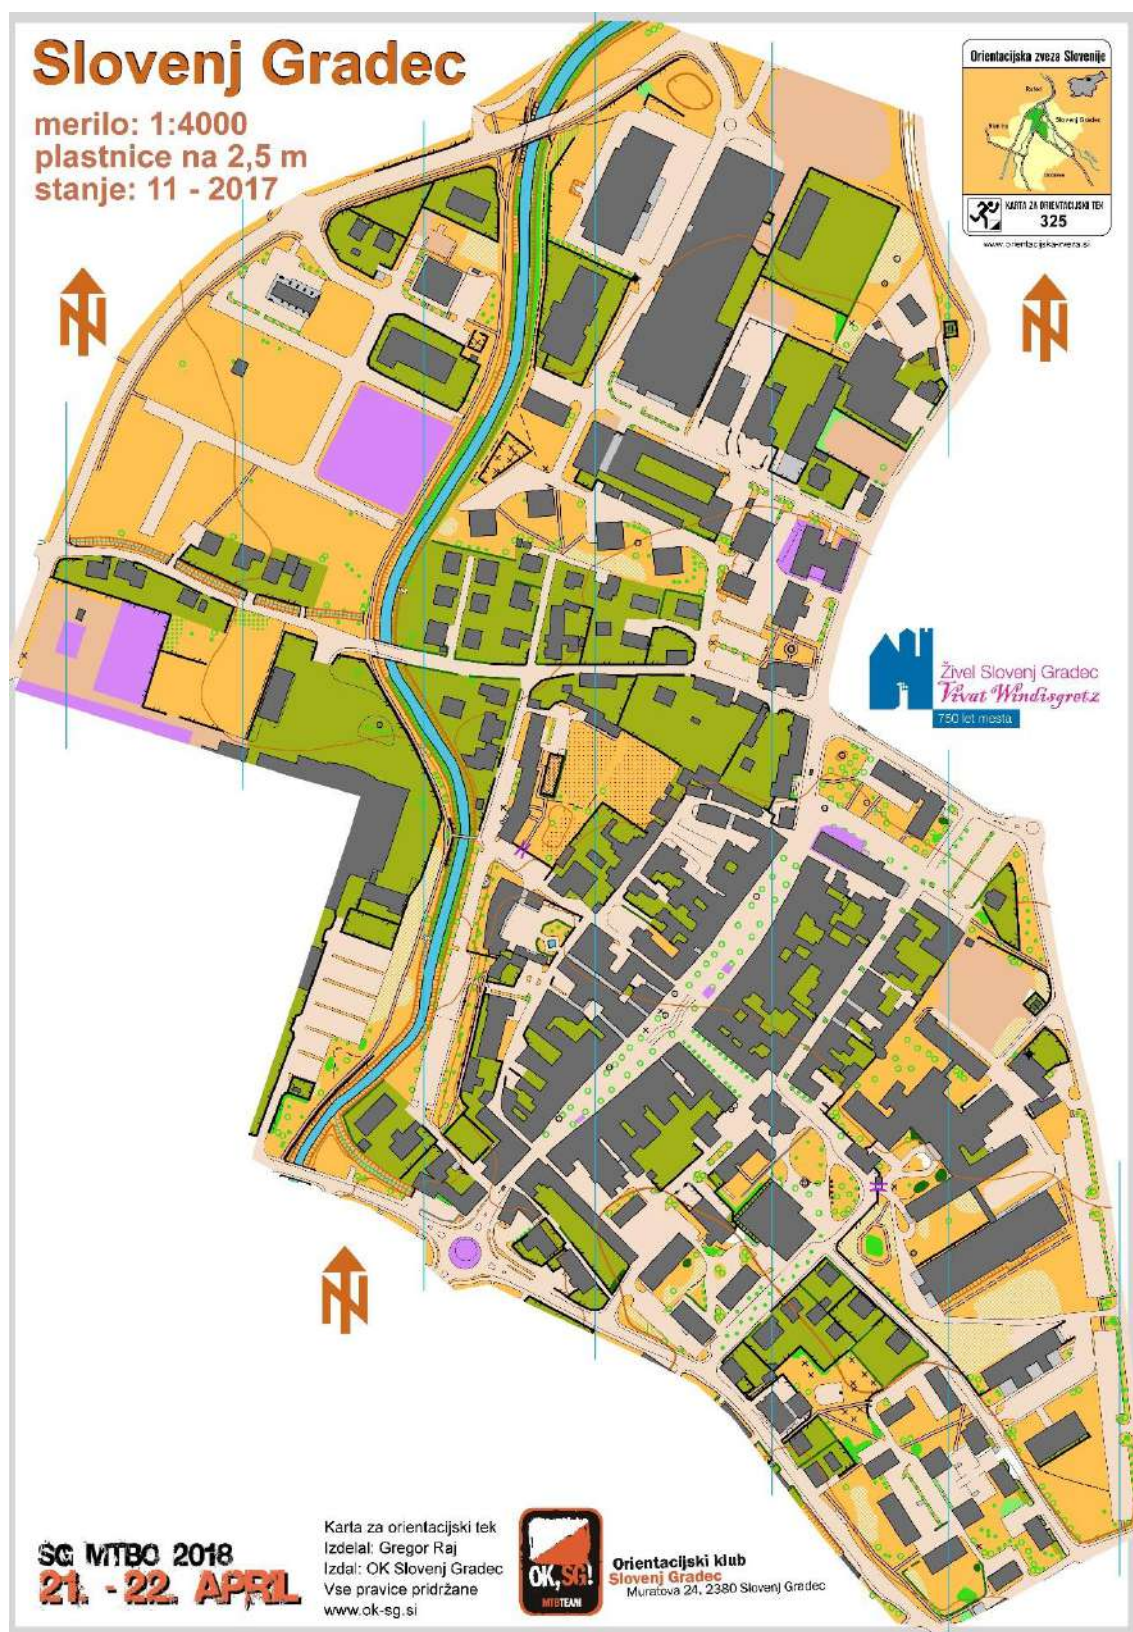 Slovenj Gradec
merilo: 1:4000
plastnice na 2,5 m
stanje: 11 - 2017
Orientacijska zveza Slovenije
Slovenj Gradec
KARTA ZA ORIENTACIJSKI TEK
325
www.orientacijska-zveza.si
Živel Slovenj Gradec
Vivat Windisgretz
750 let mesta
SG MTBO 2018
21. - 22. APRIL
Karta za orientacijski tek
Izdelal: Gregor Raj
Izdal: OK Slovenj Gradec
Vse pravice pridržane
www.ok-sg.si
OK, SG!
MTBTEAM
Orientacijski klub
Slovenj Gradec
Muratova 24, 2380 Slovenj Gradec